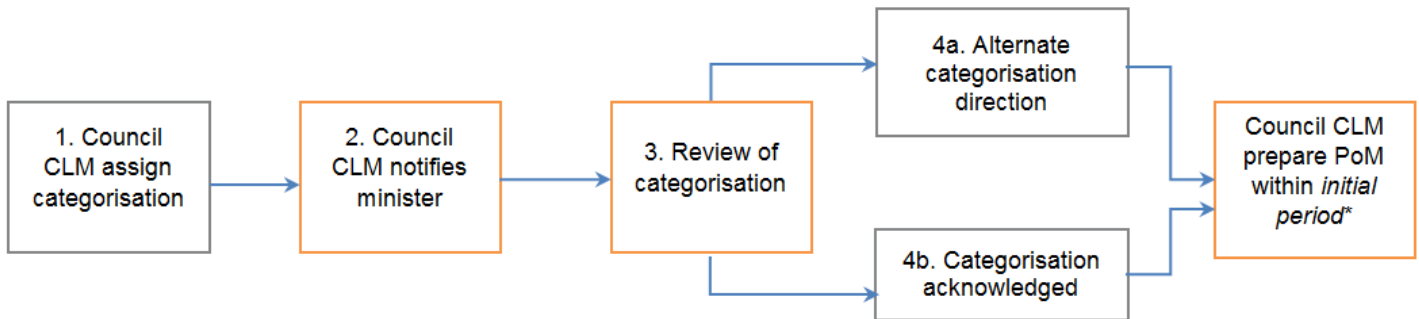 1. Council
CLM assign
categorisation
2. Council
CLM notifies
minister
3. Review of
categorisation
4a. Alternate
categorisation
direction
4b. Categorisation
acknowledged
Council CLM
prepare PoM
within initial
period*